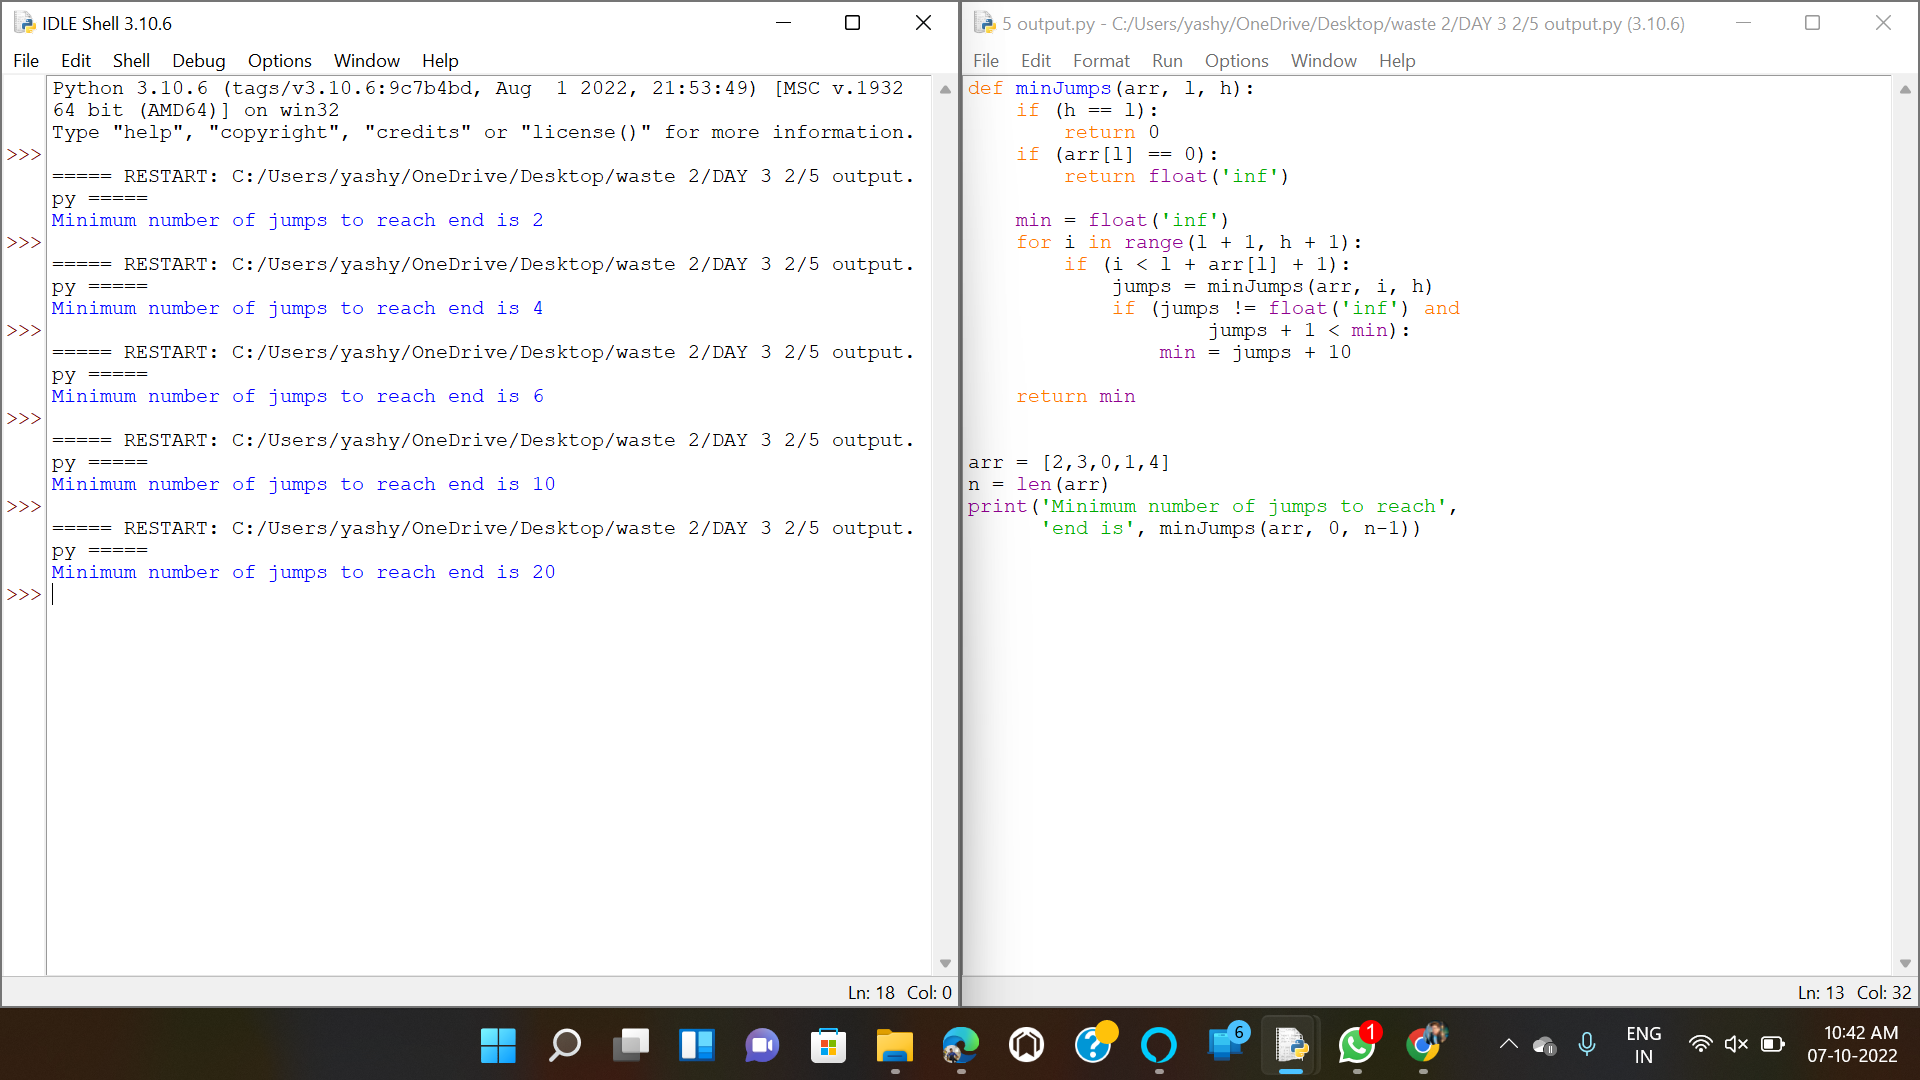 IDLE Shell 3.10.6
File Edit Shell Debug Options Window Help
Python 3.10.6 (tags/v3.10.6:9c7b4bd, Aug  1 2022, 21:53:49) [MSC v.1932
64 bit (AMD64)] on win32
Type "help", "copyright", "credits" or "license()" for more information.
>>>
===== RESTART: C:/Users/yashy/OneDrive/Desktop/waste 2/DAY 3 2/5 output.
py =====
Minimum number of jumps to reach end is 2
>>>
===== RESTART: C:/Users/yashy/OneDrive/Desktop/waste 2/DAY 3 2/5 output.
py =====
Minimum number of jumps to reach end is 4
>>>
===== RESTART: C:/Users/yashy/OneDrive/Desktop/waste 2/DAY 3 2/5 output.
py =====
Minimum number of jumps to reach end is 6
>>>
===== RESTART: C:/Users/yashy/OneDrive/Desktop/waste 2/DAY 3 2/5 output.
py =====
Minimum number of jumps to reach end is 10
>>>
===== RESTART: C:/Users/yashy/OneDrive/Desktop/waste 2/DAY 3 2/5 output.
py =====
Minimum number of jumps to reach end is 20
>>>
Ln: 18 Col: 0
5 output.py - C:/Users/yashy/OneDrive/Desktop/waste 2/DAY 3 2/5 output.py (3.10.6)
File Edit Format Run Options Window Help
def minJumps(arr, l, h):
    if (h == l):
        return 0
    if (arr[l] == 0):
        return float('inf')
    min = float('inf')
    for i in range(l + 1, h + 1):
        if (i < l + arr[l] + 1):
            jumps = minJumps(arr, i, h)
            if (jumps != float('inf') and
                    jumps + 1 < min):
                min = jumps + 10
    return min
arr = [2,3,0,1,4]
n = len(arr)
print('Minimum number of jumps to reach',
      'end is', minJumps(arr, 0, n-1))
Ln: 13 Col: 32
6
1
ENG
IN
10:42 AM
07-10-2022